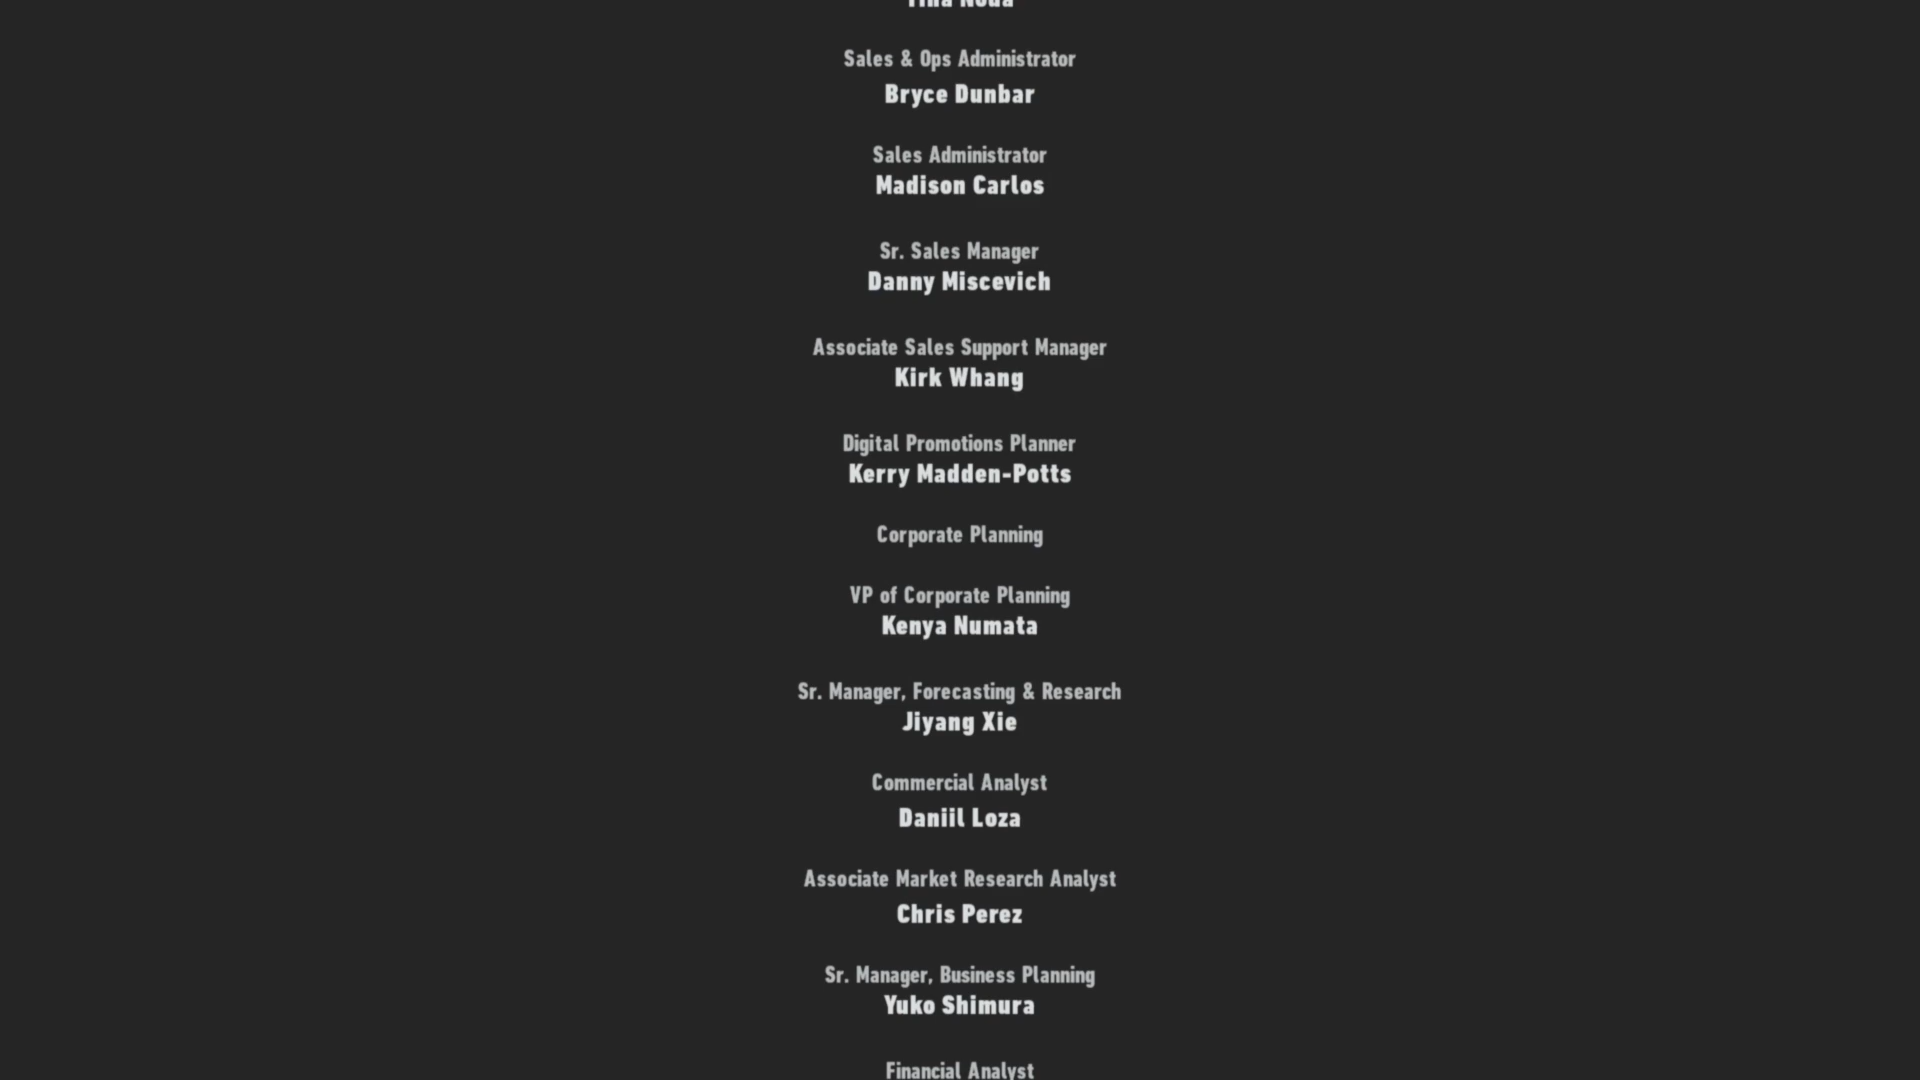 Tina Noda
Sales & Ops Administrator
Bryce Dunbar
Sales Administrator
Madison Carlos
Sr. Sales Manager
Danny Miscevich
Associate Sales Support Manager
Kirk Whang
Digital Promotions Planner
Kerry Madden-Potts
Corporate Planning
VP of Corporate Planning
Kenya Numata
Sr. Manager, Forecasting & Research
Jiyang Xie
Commercial Analyst
Daniil Loza
Associate Market Research Analyst
Chris Perez
Sr. Manager, Business Planning
Yuko Shimura
Financial Analyst